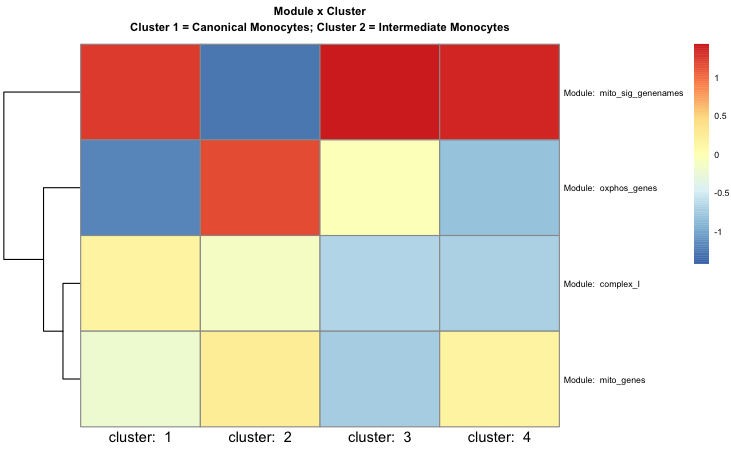 Module x Cluster
Cluster 1 = Canonical Monocytes; Cluster 2 = Intermediate Monocytes
Module: mito_sig_genenames
Module: oxphos_genes
Module: complex_I
Module: mito_genes
1
0.5
0
-0.5
-1
cluster: 1
cluster: 2
cluster: 3
cluster: 4